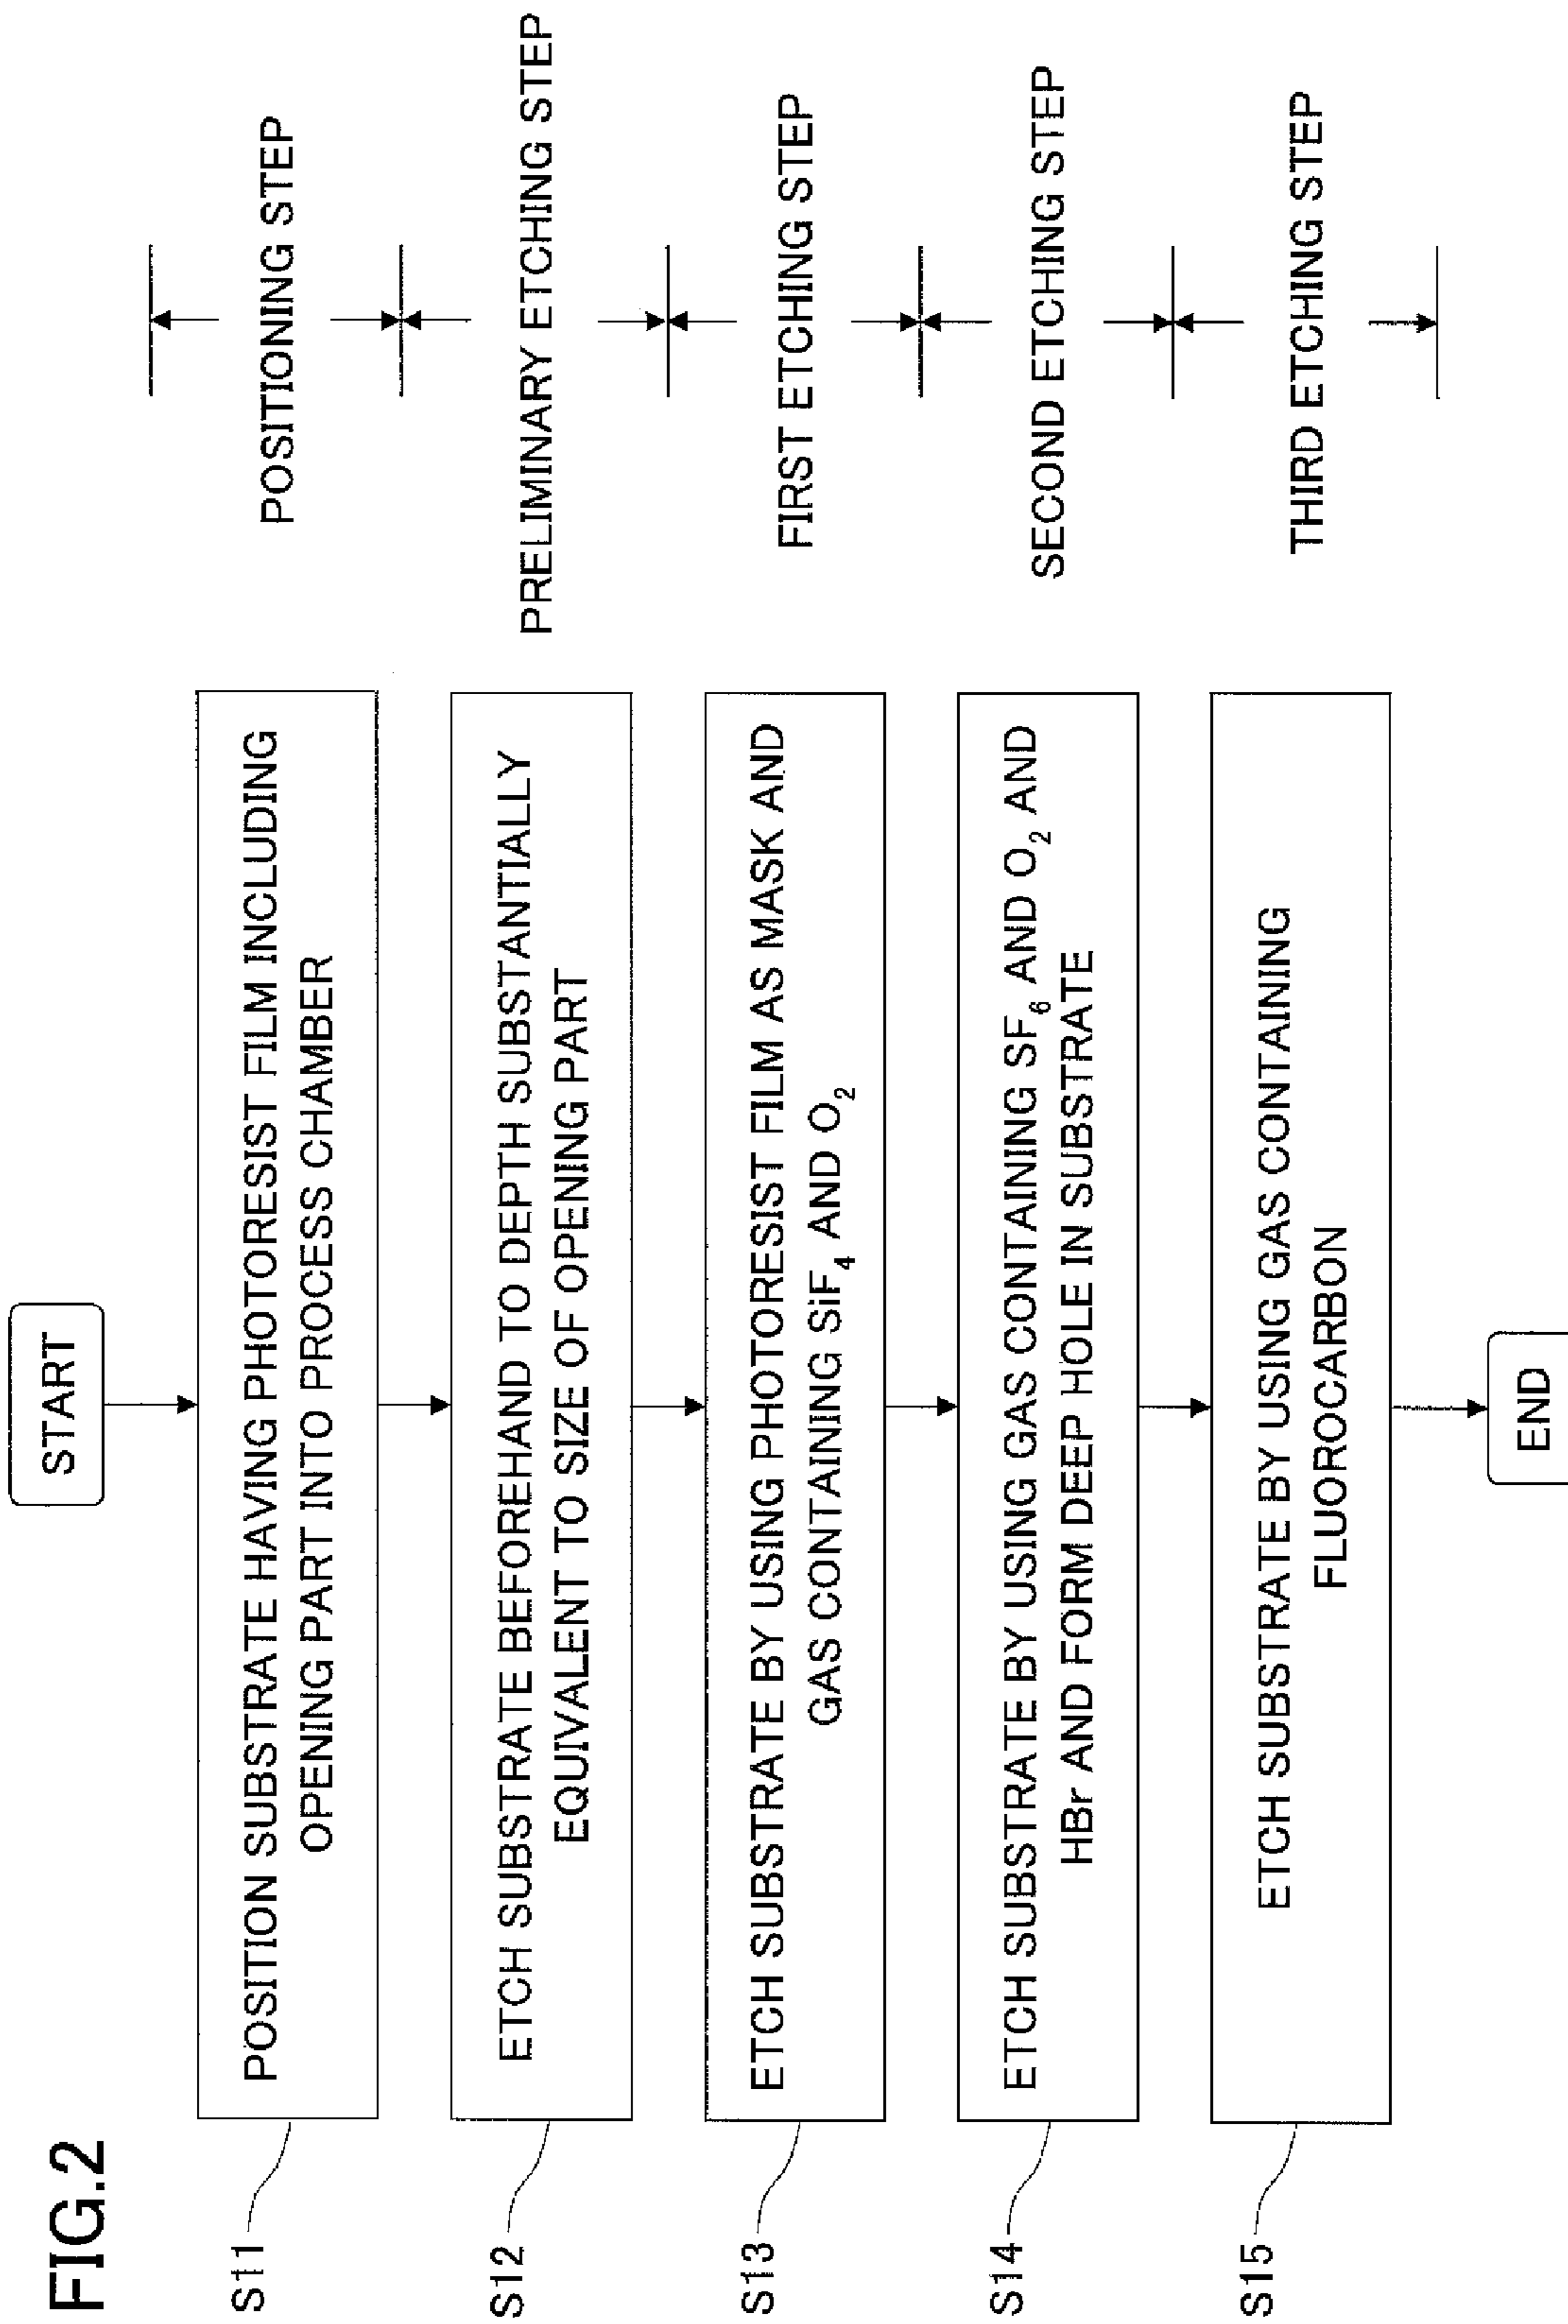 FIG.2
START
S11
POSITION SUBSTRATE HAVING PHOTORESIST FILM INCLUDING
OPENING PART INTO PROCESS CHAMBER
POSITIONING STEP
S12
ETCH SUBSTRATE BEFOREHAND TO DEPTH SUBSTANTIALLY
EQUIVALENT TO SIZE OF OPENING PART
PRELIMINARY ETCHING STEP
S13
ETCH SUBSTRATE BY USING PHOTORESIST FILM AS MASK AND
GAS CONTAINING SiF₄ AND O₂
FIRST ETCHING STEP
S14
ETCH SUBSTRATE BY USING GAS CONTAINING SF₆ AND O₂ AND
HBr AND FORM DEEP HOLE IN SUBSTRATE
SECOND ETCHING STEP
S15
ETCH SUBSTRATE BY USING GAS CONTAINING
FLUOROCARBON
THIRD ETCHING STEP
END